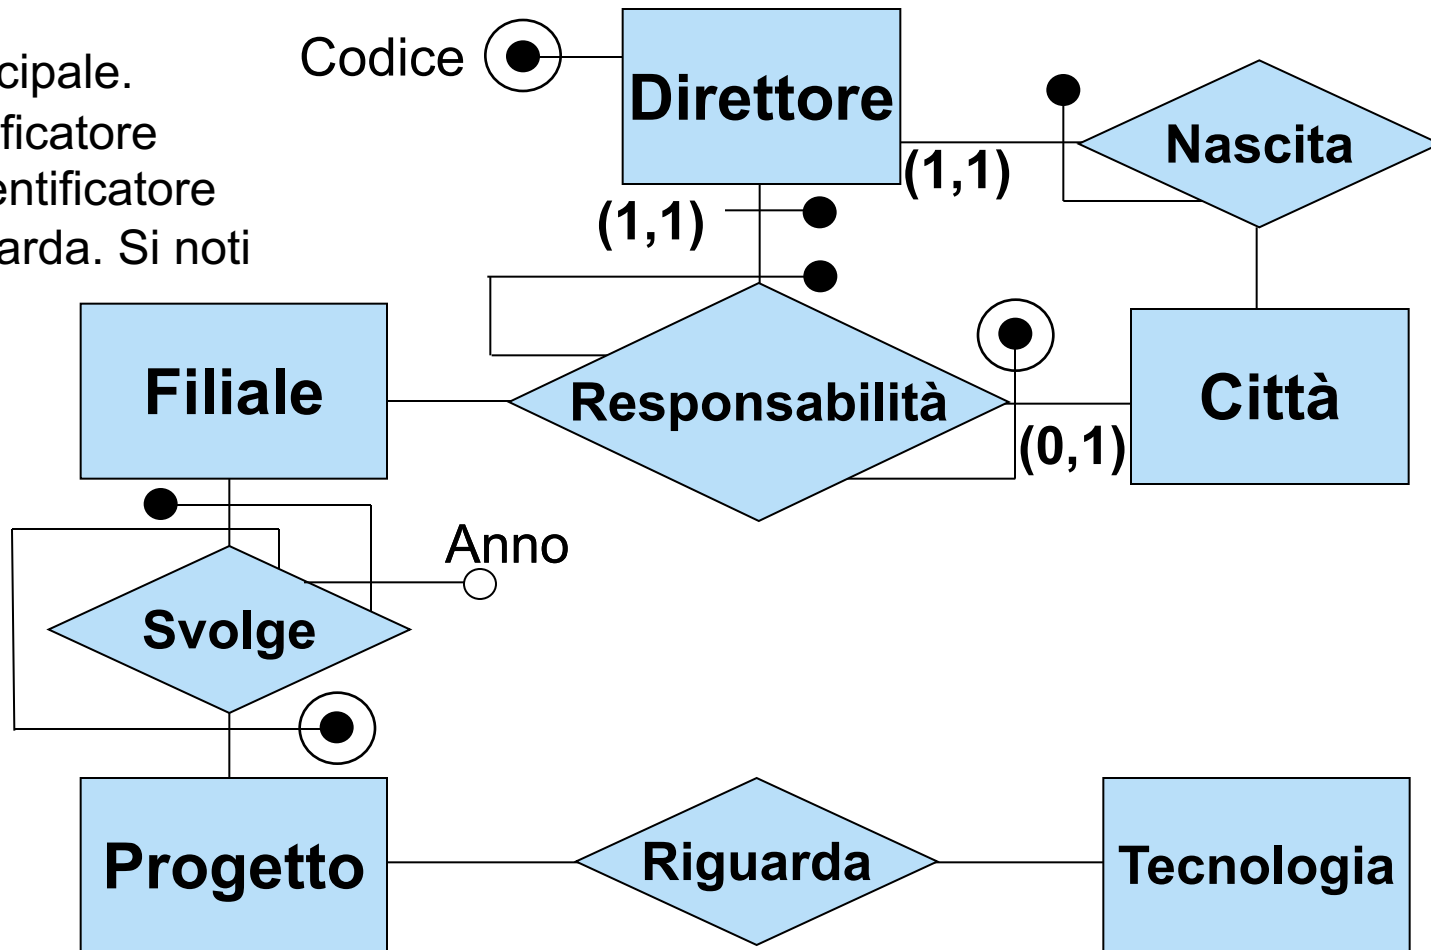 cipale.
ficatore
entificatore
arda. Si noti
Codice
Direttore
(1,1)
Nascita
(1,1)
Filiale
Responsabilità
Città
(0,1)
Anno
Svolge
Progetto
Riguarda
Tecnologia